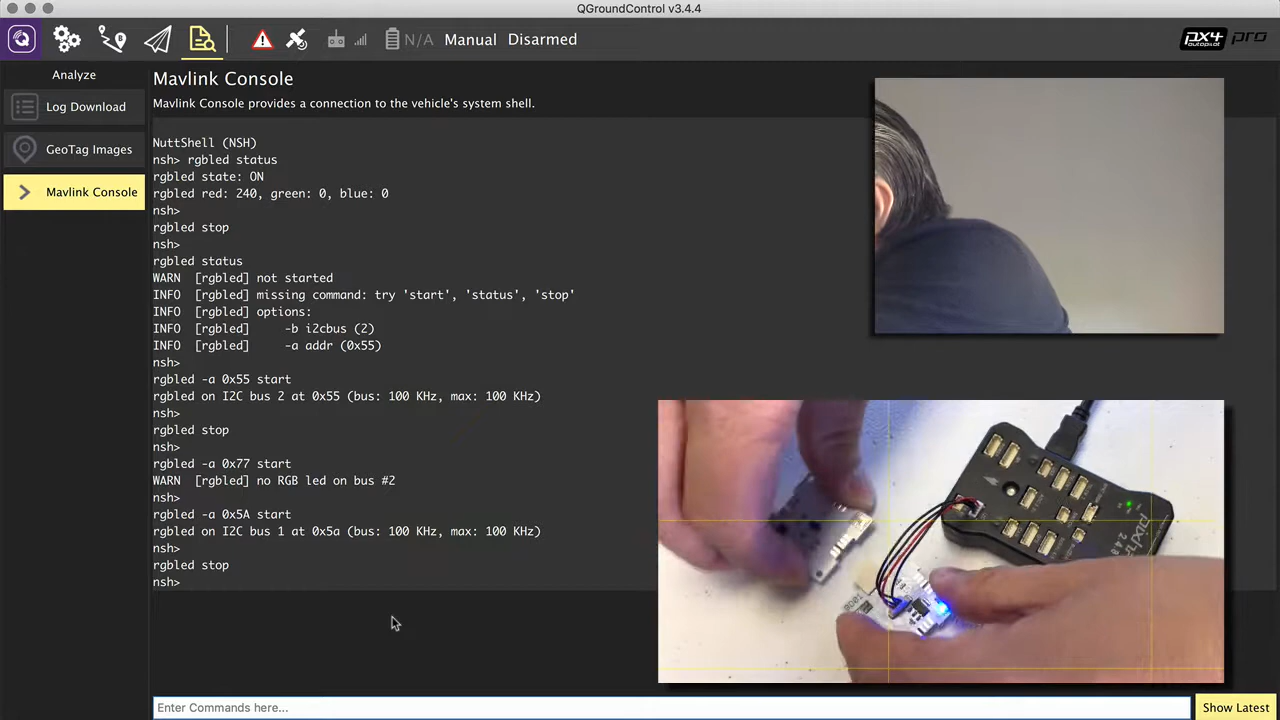 QGroundControl v3.4.4
N/A
Manual
Disarmed
px4
autopilot
pro
Analyze
Log Download
GeoTag Images
Mavlink Console
Mavlink Console
Mavlink Console provides a connection to the vehicle's system shell.
NuttShell (NSH)
nsh> rgbled status
rgbled state: ON
rgbled red: 240, green: 0, blue: 0
nsh>
rgbled stop
nsh>
rgbled status
WARN  [rgbled] not started
INFO  [rgbled] missing command: try 'start', 'status', 'stop'
INFO  [rgbled] options:
INFO  [rgbled]     -b i2cbus (2)
INFO  [rgbled]     -a addr (0x55)
nsh>
rgbled -a 0x55 start
rgbled on I2C bus 2 at 0x55 (bus: 100 KHz, max: 100 KHz)
nsh>
rgbled stop
nsh>
rgbled -a 0x77 start
WARN  [rgbled] no RGB led on bus #2
nsh>
rgbled -a 0x5A start
rgbled on I2C bus 1 at 0x5a (bus: 100 KHz, max: 100 KHz)
nsh>
rgbled stop
nsh>
Enter Commands here...
Show Latest